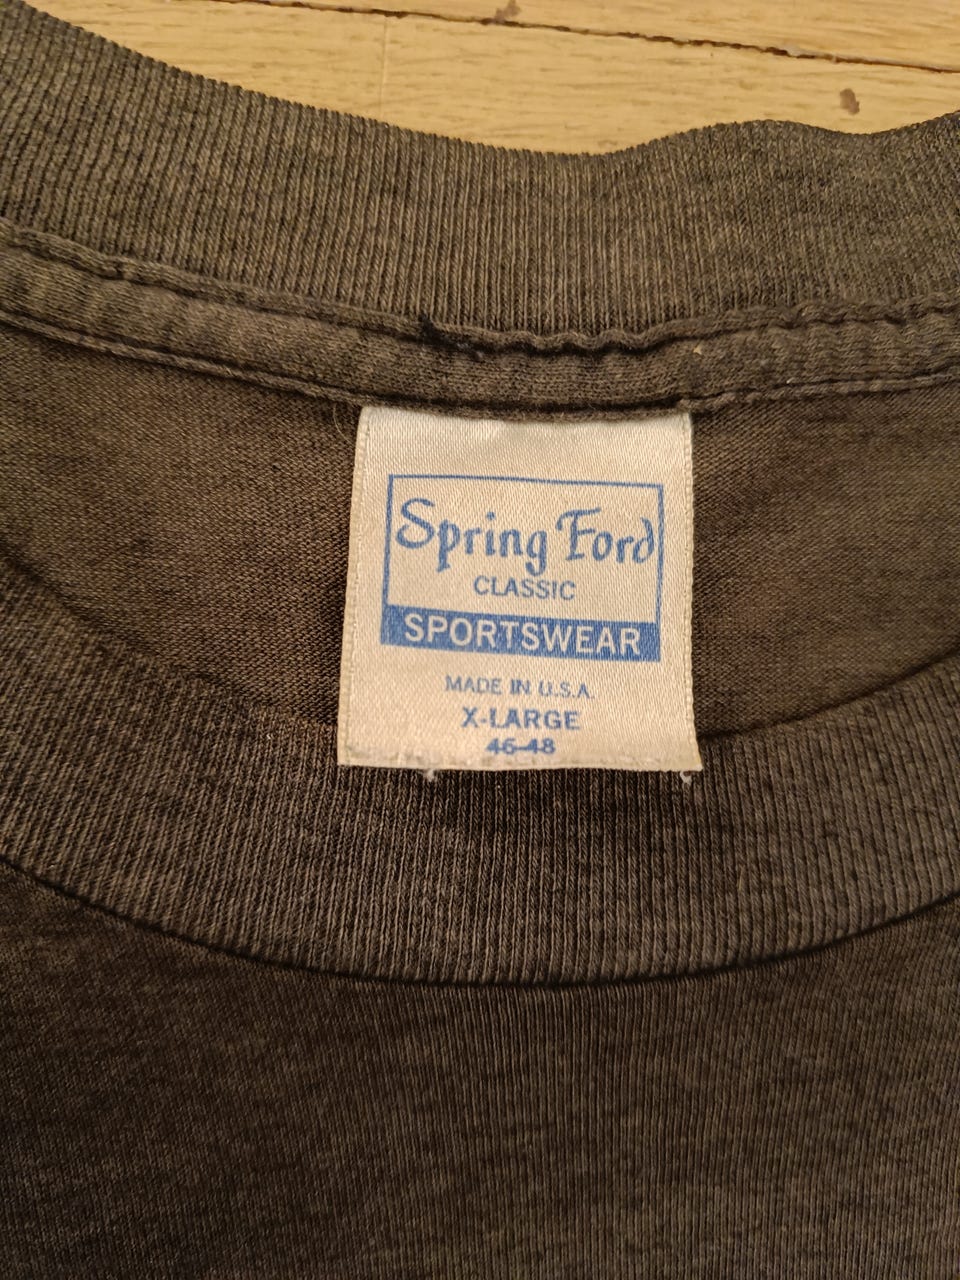 Spring Ford
CLASSIC
SPORTSWEAR
MADE IN U.S.A.
X-LARGE
46-48